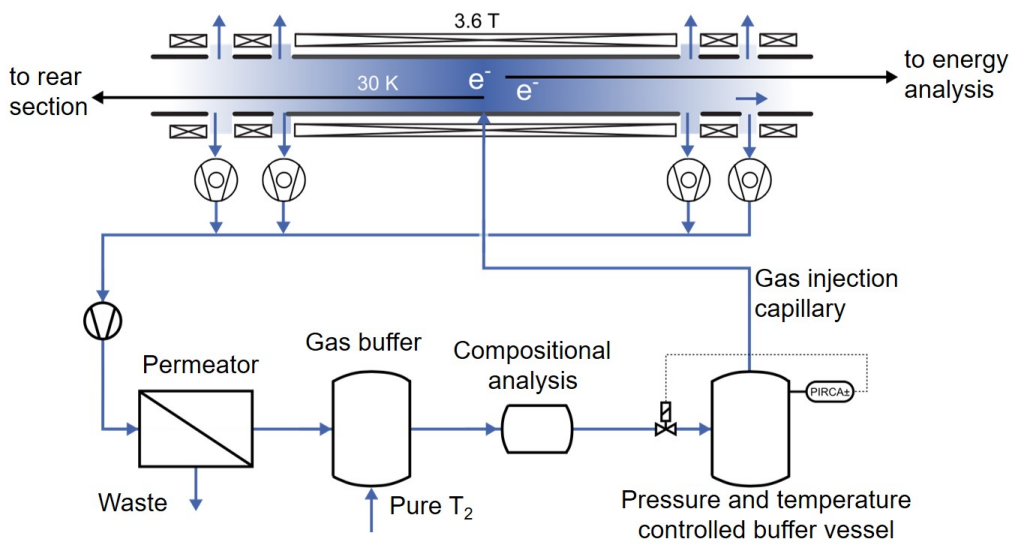 3.6 T
to rear
section
30 K
e-
e-
to energy
analysis
Gas injection
capillary
Permeator
Gas buffer
Compositional
analysis
PIRCA±
Waste
Pure T₂
Pressure and temperature
controlled buffer vessel